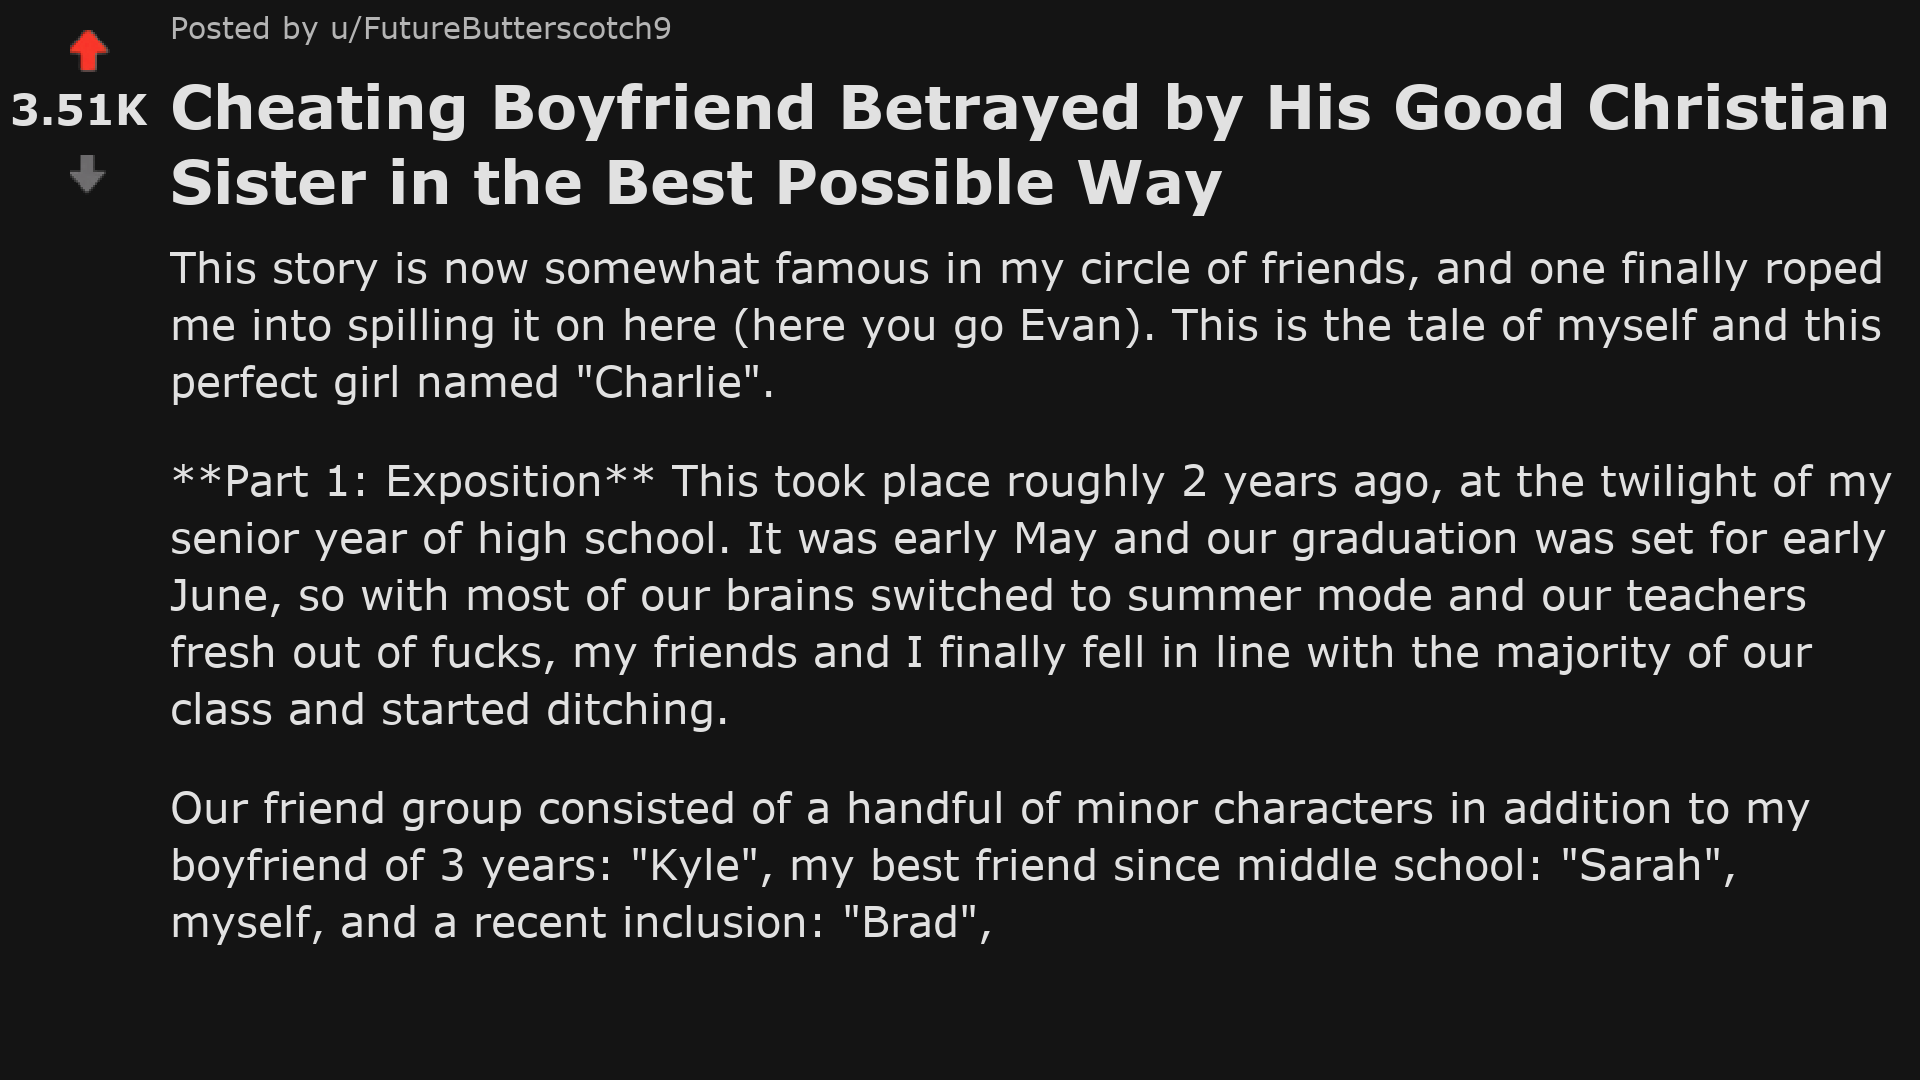 Posted by u/FutureButterscotch9
3.51K
Cheating Boyfriend Betrayed by His Good Christian
Sister in the Best Possible Way
This story is now somewhat famous in my circle of friends, and one finally roped
me into spilling it on here (here you go Evan). This is the tale of myself and this
perfect girl named "Charlie".
**Part 1: Exposition** This took place roughly 2 years ago, at the twilight of my
senior year of high school. It was early May and our graduation was set for early
June, so with most of our brains switched to summer mode and our teachers
fresh out of fucks, my friends and I finally fell in line with the majority of our
class and started ditching.
Our friend group consisted of a handful of minor characters in addition to my
boyfriend of 3 years: "Kyle", my best friend since middle school: "Sarah",
myself, and a recent inclusion: "Brad",